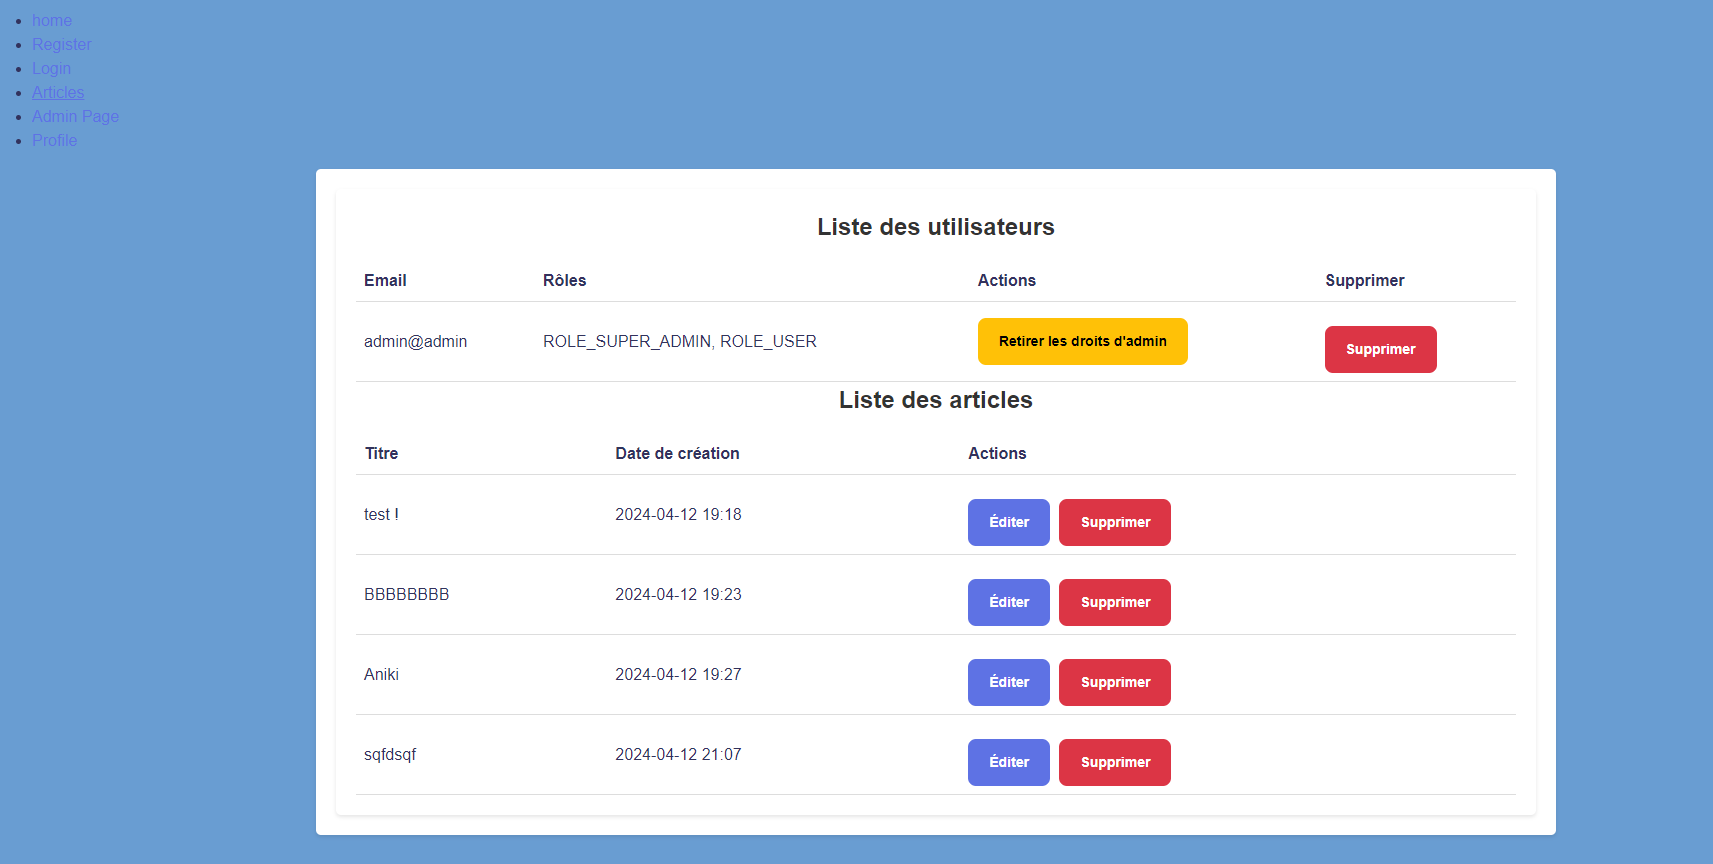 home
Register
Login
Articles
Admin Page
Profile
Liste des utilisateurs
Email Rôles Actions Supprimer
admin@admin ROLE_SUPER_ADMIN, ROLE_USER Retirer les droits d'admin Supprimer
Liste des articles
Titre Date de création Actions
test ! 2024-04-12 19:18 Éditer Supprimer
BBBBBBBB 2024-04-12 19:23 Éditer Supprimer
Aniki 2024-04-12 19:27 Éditer Supprimer
sqfdsqf 2024-04-12 21:07 Éditer Supprimer